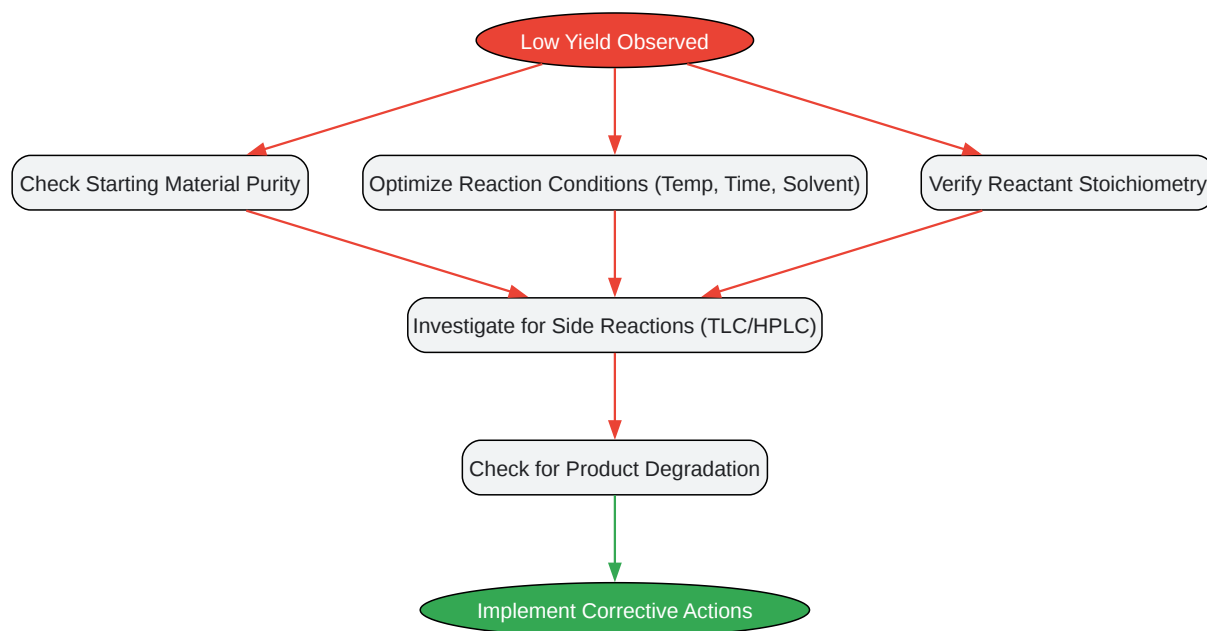 Low Yield Observed
Check Starting Material Purity
Optimize Reaction Conditions (Temp, Time, Solvent)
Verify Reactant Stoichiometry
Investigate for Side Reactions (TLC/HPLC)
Check for Product Degradation
Implement Corrective Actions